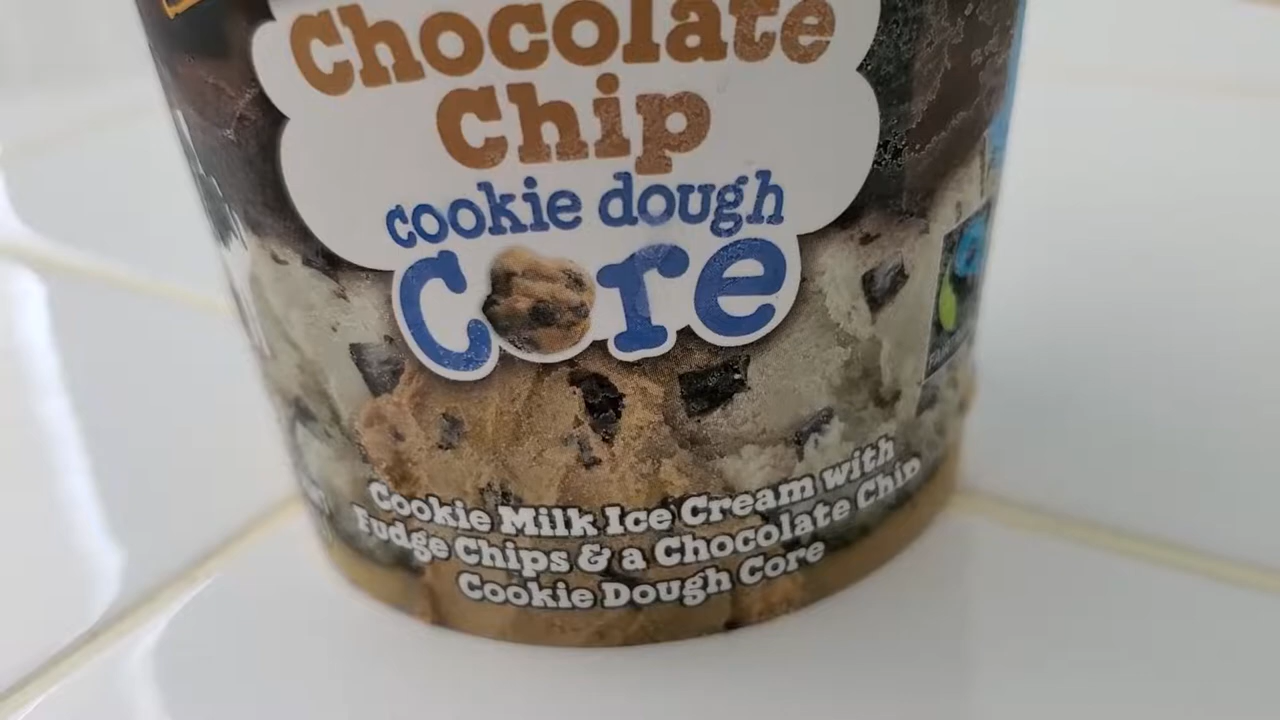 Chocolate
Chip
cookie dough
Core
Cookie Milk Ice Cream with
Fudge Chips & a Chocolate Chip
Cookie Dough Core